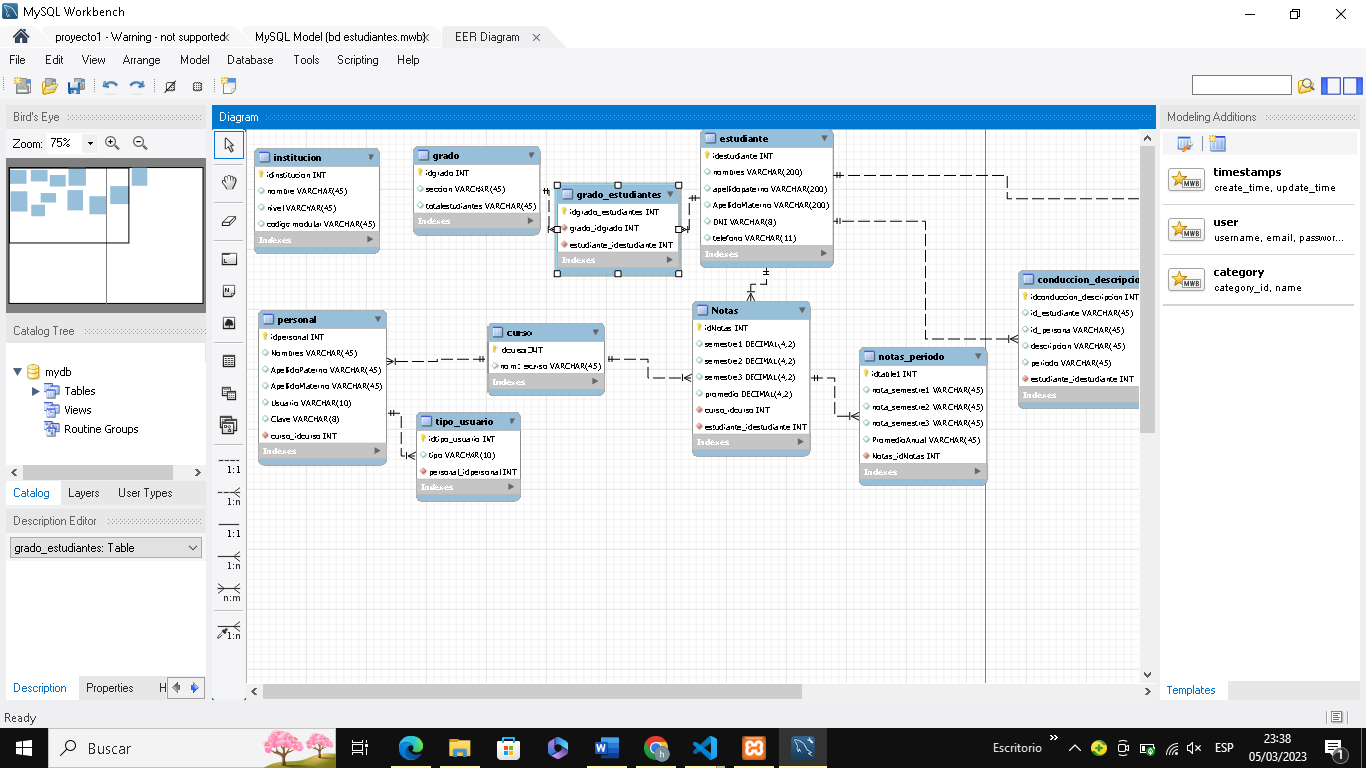 MySQL Workbench
proyecto1 - Warning - not supported
MySQL Model (bd estudiantes.mwb)
EER Diagram
File Edit View Arrange Model Database Tools Scripting Help
Bird's Eye
Zoom: 75%
Catalog Tree
mydb
Tables
Views
Routine Groups
Catalog Layers User Types
Description Editor
grado_estudiantes: Table
Description Properties H
Ready
Diagram
1:1
1:n
1:1
1:n
n:m
1:n
institucion
idinstitucion INT
nombre VARCHAR(45)
nivel VARCHAR(45)
codigo modular VARCHAR(45)
Indexes
grado
idgrado INT
seccion VARCHAR(45)
totalestudiantes VARCHAR(45)
Indexes
grado_estudiantes
idgrado_estudiantes INT
grado_idgrado INT
estudiante_idestudiante INT
Indexes
estudiante
idestudiante INT
nombres VARCHAR(200)
apellidopaterno VARCHAR(200)
ApellidoMaterno VARCHAR(200)
DNI VARCHAR(8)
telefono VARCHAR(11)
Indexes
personal
idpersonal INT
Nombres VARCHAR(45)
ApellidoPaterno VARCHAR(45)
ApellidoMaterno VARCHAR(45)
Usuario VARCHAR(10)
Clave VARCHAR(8)
curso_idcurso INT
Indexes
curso
idcurso INT
VARCHAR(45)
Indexes
tipo_usuario
idtipo_usuario INT
tipo VARCHAR(10)
personal_idpersonal INT
Indexes
Notas
idNotas INT
semestre1 DECIMAL(4,2)
semestre2 DECIMAL(4,2)
semestre3 DECIMAL(4,2)
promedio DECIMAL(4,2)
curso_idcurso INT
estudiante_idestudiante INT
Indexes
notas_periodo
idtable1 INT
nota_semestre1 VARCHAR(45)
nota_semestre2 VARCHAR(45)
nota_semestre3 VARCHAR(45)
PromedioAnual VARCHAR(45)
Notas_idNotas INT
Indexes
conduccion_descripcio
idconduccion_descripcion INT
id_estudiante VARCHAR(45)
id_persona VARCHAR(45)
descripcion VARCHAR(45)
periodo VARCHAR(45)
estudiante_idestudiante INT
Indexes
Modeling Additions
MWB
timestamps
create_time, update_time
MWB
user
username, email, passwor...
MWB
category
category_id, name
Templates
Buscar
Escritorio
ESP
23:38
05/03/2023
1